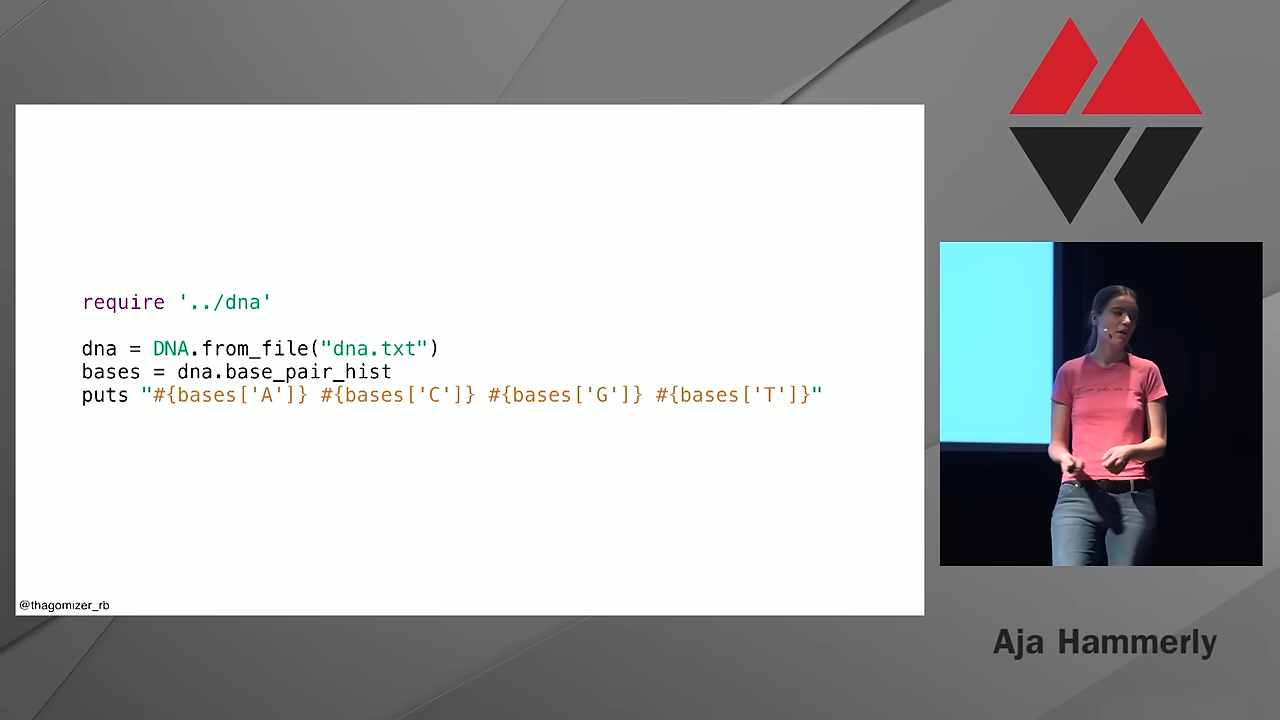 require '../dna'
dna = DNA.from_file("dna.txt")
bases = dna.base_pair_hist
puts "#{bases['A']} #{bases['C']} #{bases['G']} #{bases['T']}"
@thagomizer_rb
Aja Hammerly